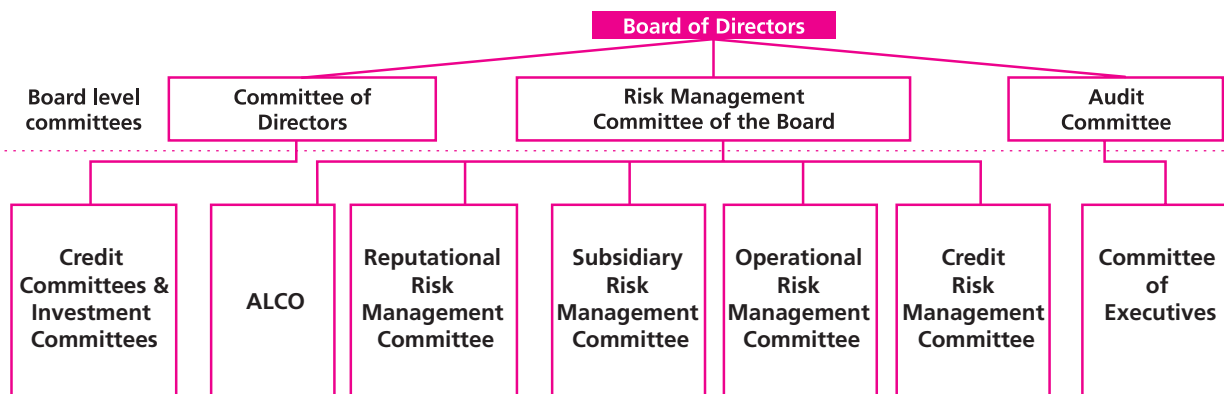 Board of Directors
Board level
committees
Committee of
Directors
Risk Management
Committee of the Board
Audit
Committee
Credit
Committees &
Investment
Committees
ALCO
Reputational
Risk
Management
Committee
Subsidiary
Risk
Management
Committee
Operational
Risk
Management
Committee
Credit
Risk
Management
Committee
Committee
of
Executives